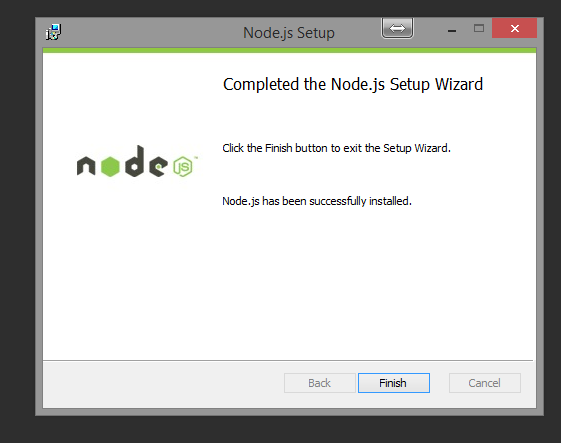 Node.js Setup
Completed the Node.js Setup Wizard
Click the Finish button to exit the Setup Wizard.
node JS ™
Node.js has been successfully installed.
Back Finish Cancel